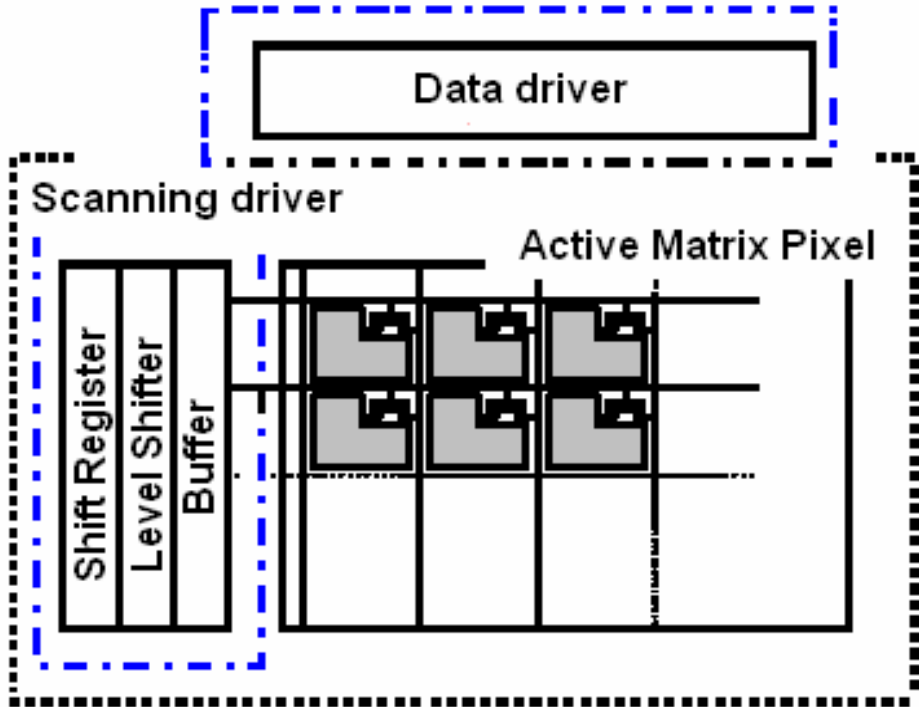 Data driver
Scanning driver
Active Matrix Pixel
Shift Register
Level Shifter
Buffer